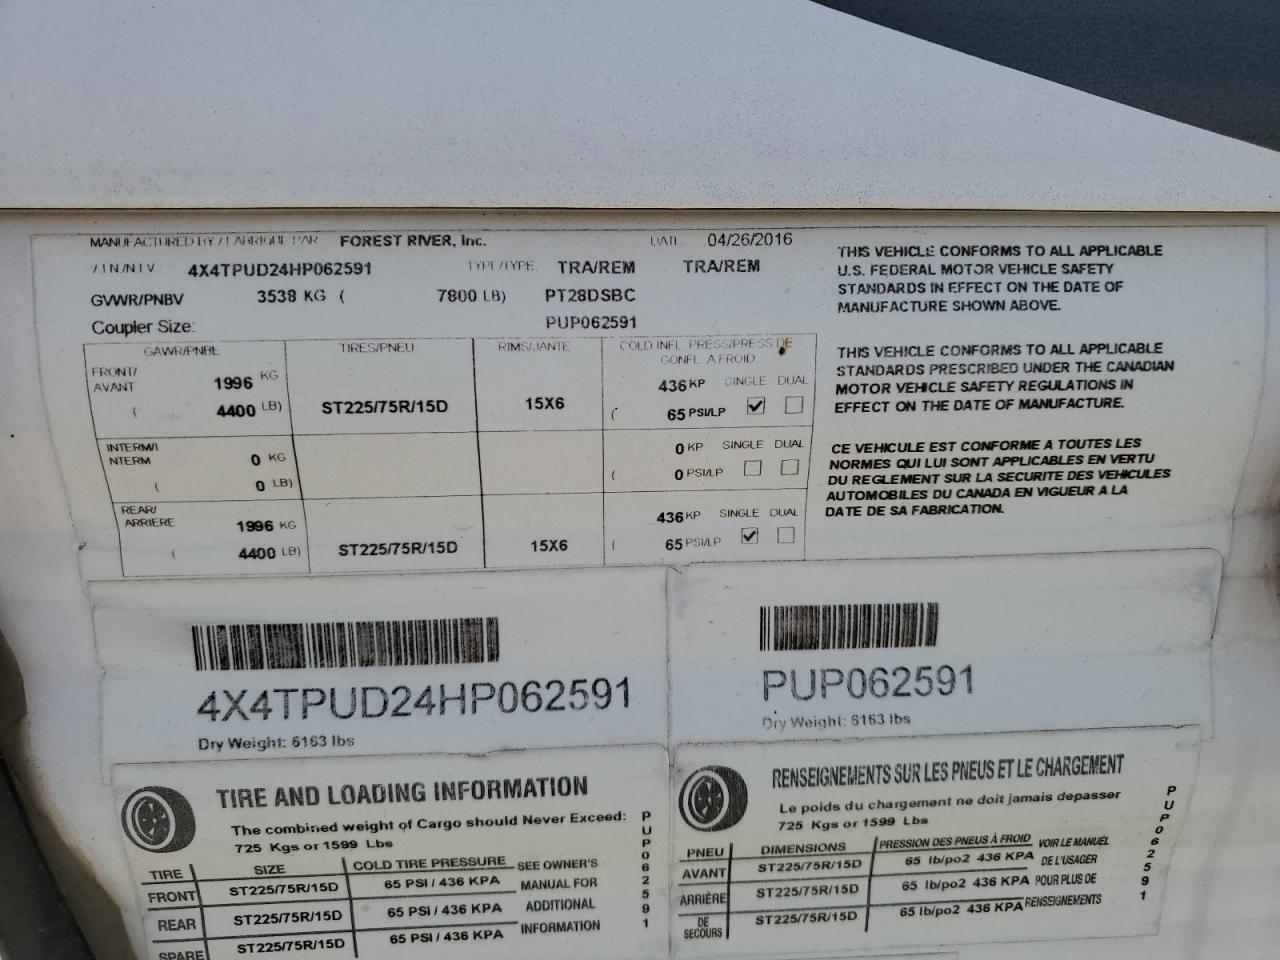 MANUFACTURED BY / FABRIQUE PAR FOREST RIVER, Inc. DATE 04/26/2016
V.I.N/N.I.V. 4X4TPUD24HP062591 TYPE/TYPE: TRA/REM TRA/REM
GVWR/PNBV 3538 KG ( 7800 LB) PT28DSBC
Coupler Size: PUP062591
GAWR/PNBE TIRES/PNEU RIMS/JANTE COLD INFL PRESS/PRESS DE
GONFL A FROID
FRONT/
AVANT 1996 KG 436 KP SINGLE DUAL
( 4400 LB) ST225/75R/15D 15X6 ( 65 PSI/LP
INTERM/I
NTERM 0 KG 0 KP SINGLE DUAL
( 0 LB) ( 0 PSI/LP
REAR/
ARRIERE 1996 KG 436 KP SINGLE DUAL
( 4400 LB) ST225/75R/15D 15X6 ( 65 PSI/LP
THIS VEHICLE CONFORMS TO ALL APPLICABLE
U.S. FEDERAL MOTOR VEHICLE SAFETY
STANDARDS IN EFFECT ON THE DATE OF
MANUFACTURE SHOWN ABOVE.
THIS VEHICLE CONFORMS TO ALL APPLICABLE
STANDARDS PRESCRIBED UNDER THE CANADIAN
MOTOR VEHICLE SAFETY REGULATIONS IN
EFFECT ON THE DATE OF MANUFACTURE.
CE VEHICULE EST CONFORME A TOUTES LES
NORMES QUI LUI SONT APPLICABLES EN VERTU
DU REGLEMENT SUR LA SECURITE DES VEHICULES
AUTOMOBILES DU CANADA EN VIGUEUR A LA
DATE DE SA FABRICATION.
4X4TPUD24HP062591
Dry Weight: 6163 lbs
PUP062591
Dry Weight: 6163 lbs
TIRE AND LOADING INFORMATION
The combined weight of Cargo should Never Exceed:
725 Kgs or 1599 Lbs
TIRE SIZE COLD TIRE PRESSURE
FRONT ST225/75R/15D 65 PSI / 436 KPA
REAR ST225/75R/15D 65 PSI / 436 KPA
SPARE ST225/75R/15D 65 PSI / 436 KPA
SEE OWNER'S
MANUAL FOR
ADDITIONAL
INFORMATION
PUP062591
RENSEIGNEMENTS SUR LES PNEUS ET LE CHARGEMENT
Le poids du chargement ne doit jamais depasser
725 Kgs or 1599 Lbs
PNEU DIMENSIONS PRESSION DES PNEUS À FROID
AVANT ST225/75R/15D 65 lb/po2 436 KPA
ARRIÈRE ST225/75R/15D 65 lb/po2 436 KPA
DE
SECOURS ST225/75R/15D 65 lb/po2 436 KPA
VOIR LE MANUEL
DE L'USAGER
POUR PLUS DE
RENSEIGNEMENTS
PUP062591